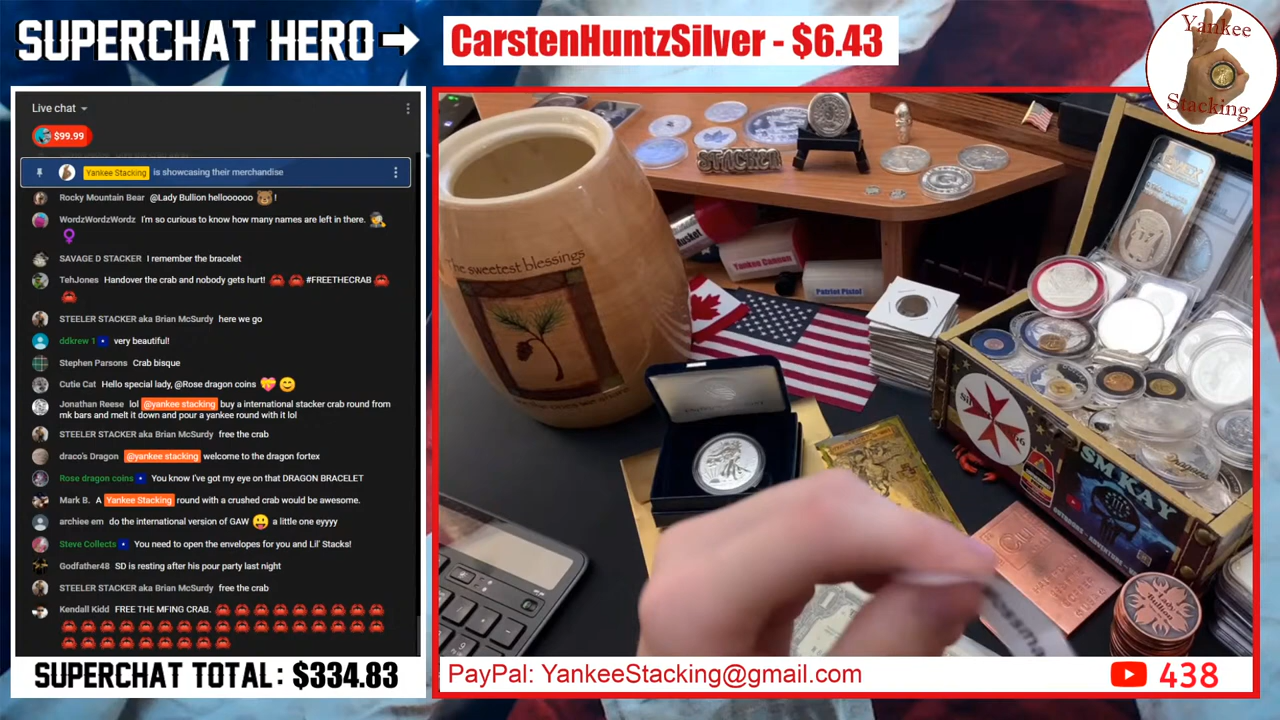 SUPERCHAT HERO
CarstenHuntzSilver - $6.43
Yankee
Stacking
Live chat
$99.99
Yankee Stacking is showcasing their merchandise
Rocky Mountain Bear @Lady Bullion helloooooo 🐻!
WordzWordzWordz I'm so curious to know how many names are left in there.
SAVAGE D STACKER I remember the bracelet
TehJones Handover the crab and nobody gets hurt! 🦀 🦀 #FREETHECRAB 🦀
🦀
STEELER STACKER aka Brian McSurdy here we go
ddkrew 1 very beautiful!
Stephen Parsons Crab bisque
Cutie Cat Hello special lady, @Rose dragon coins 💝 😊
Jonathan Reese lol @yankee stacking buy a international stacker crab round from
mk bars and melt it down and pour a yankee round with it lol
STEELER STACKER aka Brian McSurdy free the crab
draco's Dragon @yankee stacking welcome to the dragon fortex
Rose dragon coins You know I've got my eye on that DRAGON BRACELET
Mark B. A Yankee Stacking round with a crushed crab would be awesome.
archiee em do the international version of GAW 😛 a little one eyyyy
Steve Collects You need to open the envelopes for you and Lil' Stacks!
Godfather48 SD is resting after his pour party last night
STEELER STACKER aka Brian McSurdy free the crab
Kendall Kidd FREE THE MFING CRAB. 🦀🦀🦀🦀🦀🦀🦀🦀🦀🦀
🦀🦀🦀🦀🦀🦀🦀🦀🦀🦀🦀🦀🦀🦀🦀🦀🦀
🦀🦀🦀🦀🦀🦀🦀🦀🦀
SUPERCHAT TOTAL: $334.83
STACKER
Musket
Yankee Cannon
Patriot Pistol
The sweetest blessings
SMKAY
Lady
Bullion
PayPal: YankeeStacking@gmail.com
438